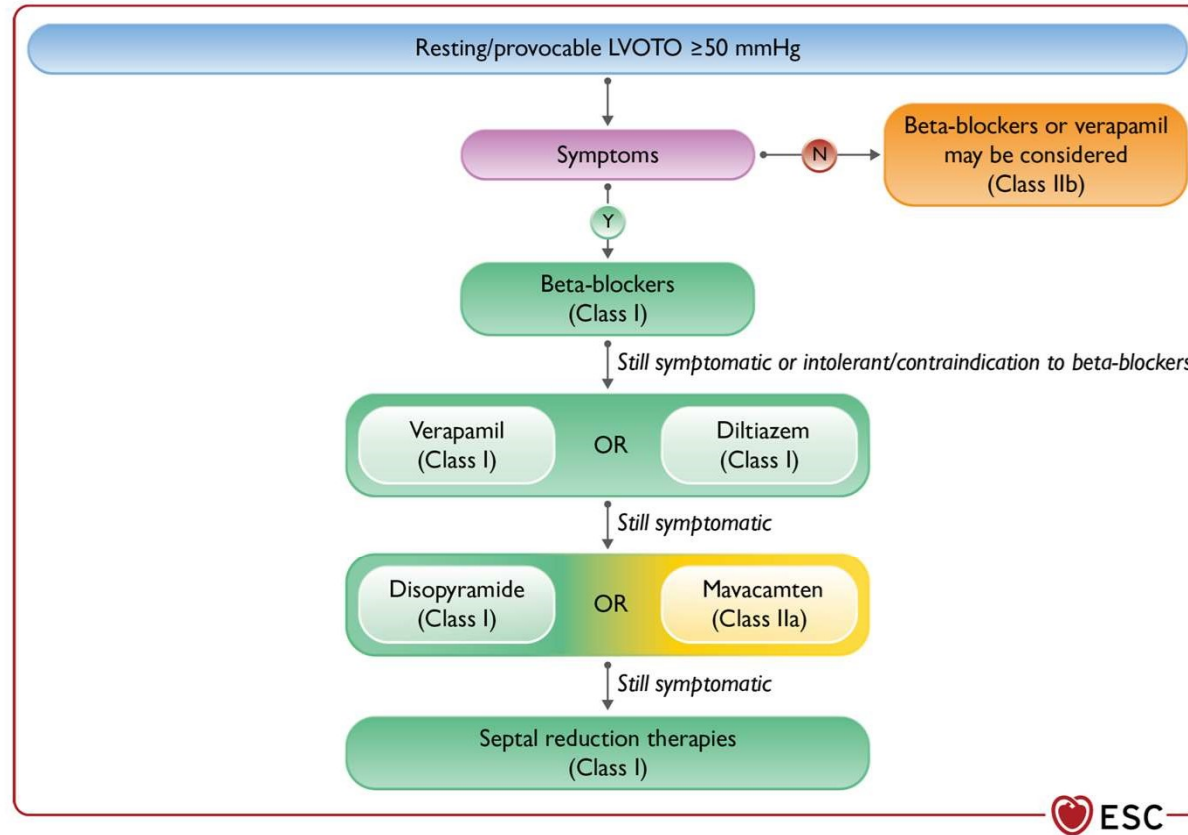 Resting/provocable LVOTO ≥50 mmHg
Symptoms
N
Beta-blockers or verapamil
may be considered
(Class IIb)
Y
Beta-blockers
(Class I)
Still symptomatic or intolerant/contraindication to beta-blockers
Verapamil
(Class I)
OR
Diltiazem
(Class I)
Still symptomatic
Disopyramide
(Class I)
OR
Mavacamten
(Class IIa)
Still symptomatic
Septal reduction therapies
(Class I)
ESC